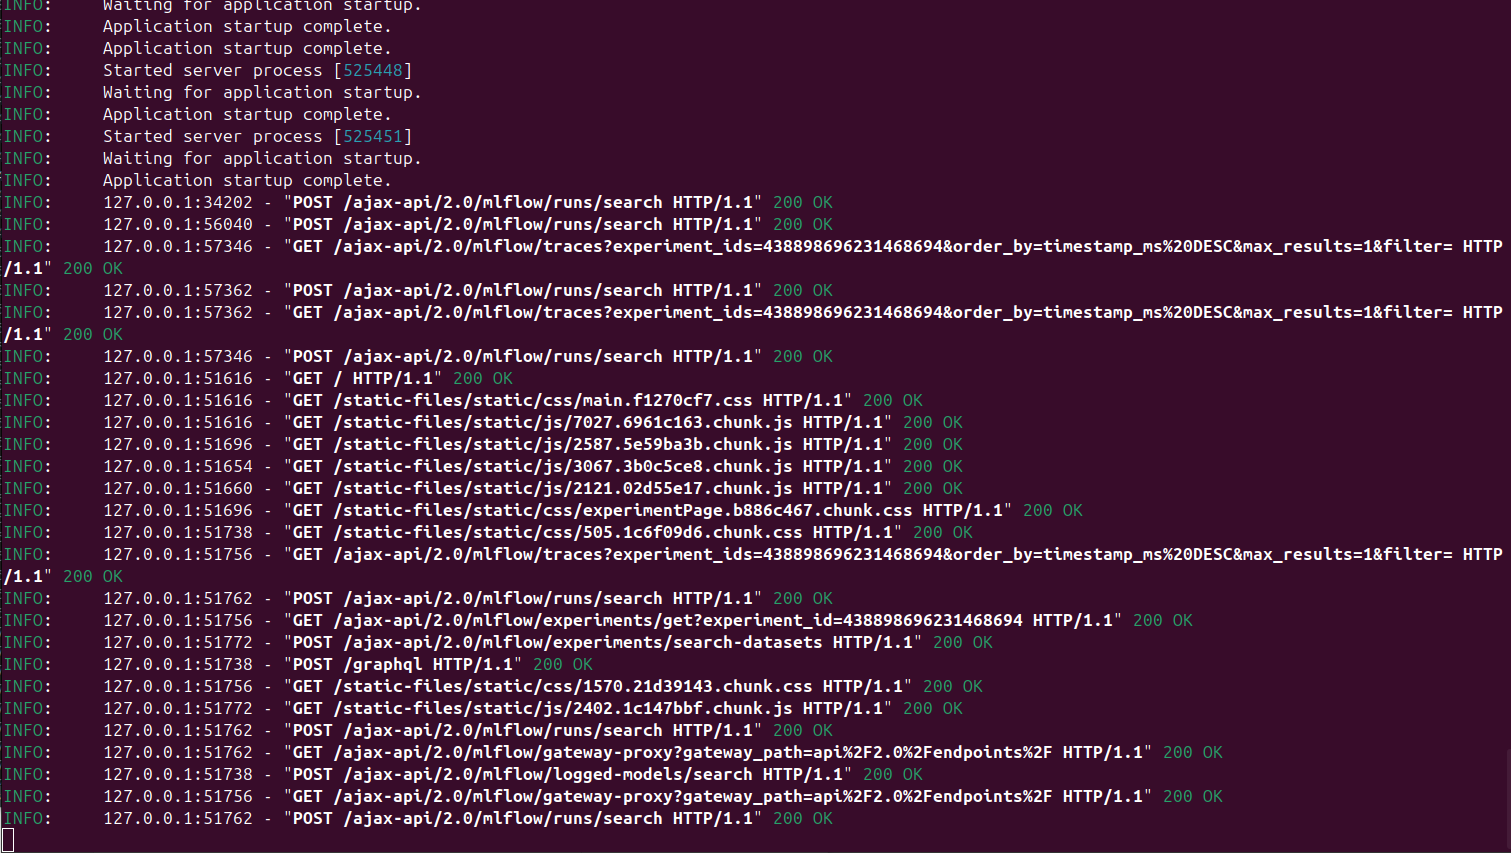 INFO:     Waiting for application startup.
INFO:     Application startup complete.
INFO:     Application startup complete.
INFO:     Started server process [525448]
INFO:     Waiting for application startup.
INFO:     Application startup complete.
INFO:     Started server process [525451]
INFO:     Waiting for application startup.
INFO:     Application startup complete.
INFO:     127.0.0.1:34202 - "POST /ajax-api/2.0/mlflow/runs/search HTTP/1.1" 200 OK
INFO:     127.0.0.1:56040 - "POST /ajax-api/2.0/mlflow/runs/search HTTP/1.1" 200 OK
INFO:     127.0.0.1:57346 - "GET /ajax-api/2.0/mlflow/traces?experiment_ids=438898696231468694&order_by=timestamp_ms%20DESC&max_results=1&filter= HTTP
/1.1" 200 OK
INFO:     127.0.0.1:57362 - "POST /ajax-api/2.0/mlflow/runs/search HTTP/1.1" 200 OK
INFO:     127.0.0.1:57362 - "GET /ajax-api/2.0/mlflow/traces?experiment_ids=438898696231468694&order_by=timestamp_ms%20DESC&max_results=1&filter= HTTP
/1.1" 200 OK
INFO:     127.0.0.1:57346 - "POST /ajax-api/2.0/mlflow/runs/search HTTP/1.1" 200 OK
INFO:     127.0.0.1:51616 - "GET / HTTP/1.1" 200 OK
INFO:     127.0.0.1:51616 - "GET /static-files/static/css/main.f1270cf7.css HTTP/1.1" 200 OK
INFO:     127.0.0.1:51616 - "GET /static-files/static/js/7027.6961c163.chunk.js HTTP/1.1" 200 OK
INFO:     127.0.0.1:51696 - "GET /static-files/static/js/2587.5e59ba3b.chunk.js HTTP/1.1" 200 OK
INFO:     127.0.0.1:51654 - "GET /static-files/static/js/3067.3b0c5ce8.chunk.js HTTP/1.1" 200 OK
INFO:     127.0.0.1:51660 - "GET /static-files/static/js/2121.02d55e17.chunk.js HTTP/1.1" 200 OK
INFO:     127.0.0.1:51696 - "GET /static-files/static/css/experimentPage.b886c467.chunk.css HTTP/1.1" 200 OK
INFO:     127.0.0.1:51738 - "GET /static-files/static/css/505.1c6f09d6.chunk.css HTTP/1.1" 200 OK
INFO:     127.0.0.1:51756 - "GET /ajax-api/2.0/mlflow/traces?experiment_ids=438898696231468694&order_by=timestamp_ms%20DESC&max_results=1&filter= HTTP
/1.1" 200 OK
INFO:     127.0.0.1:51762 - "POST /ajax-api/2.0/mlflow/runs/search HTTP/1.1" 200 OK
INFO:     127.0.0.1:51756 - "GET /ajax-api/2.0/mlflow/experiments/get?experiment_id=438898696231468694 HTTP/1.1" 200 OK
INFO:     127.0.0.1:51772 - "POST /ajax-api/2.0/mlflow/experiments/search-datasets HTTP/1.1" 200 OK
INFO:     127.0.0.1:51738 - "POST /graphql HTTP/1.1" 200 OK
INFO:     127.0.0.1:51756 - "GET /static-files/static/css/1570.21d39143.chunk.css HTTP/1.1" 200 OK
INFO:     127.0.0.1:51772 - "GET /static-files/static/js/2402.1c147bbf.chunk.js HTTP/1.1" 200 OK
INFO:     127.0.0.1:51762 - "POST /ajax-api/2.0/mlflow/runs/search HTTP/1.1" 200 OK
INFO:     127.0.0.1:51762 - "GET /ajax-api/2.0/mlflow/gateway-proxy?gateway_path=api%2F2.0%2Fendpoints%2F HTTP/1.1" 200 OK
INFO:     127.0.0.1:51738 - "POST /ajax-api/2.0/mlflow/logged-models/search HTTP/1.1" 200 OK
INFO:     127.0.0.1:51756 - "GET /ajax-api/2.0/mlflow/gateway-proxy?gateway_path=api%2F2.0%2Fendpoints%2F HTTP/1.1" 200 OK
INFO:     127.0.0.1:51762 - "POST /ajax-api/2.0/mlflow/runs/search HTTP/1.1" 200 OK